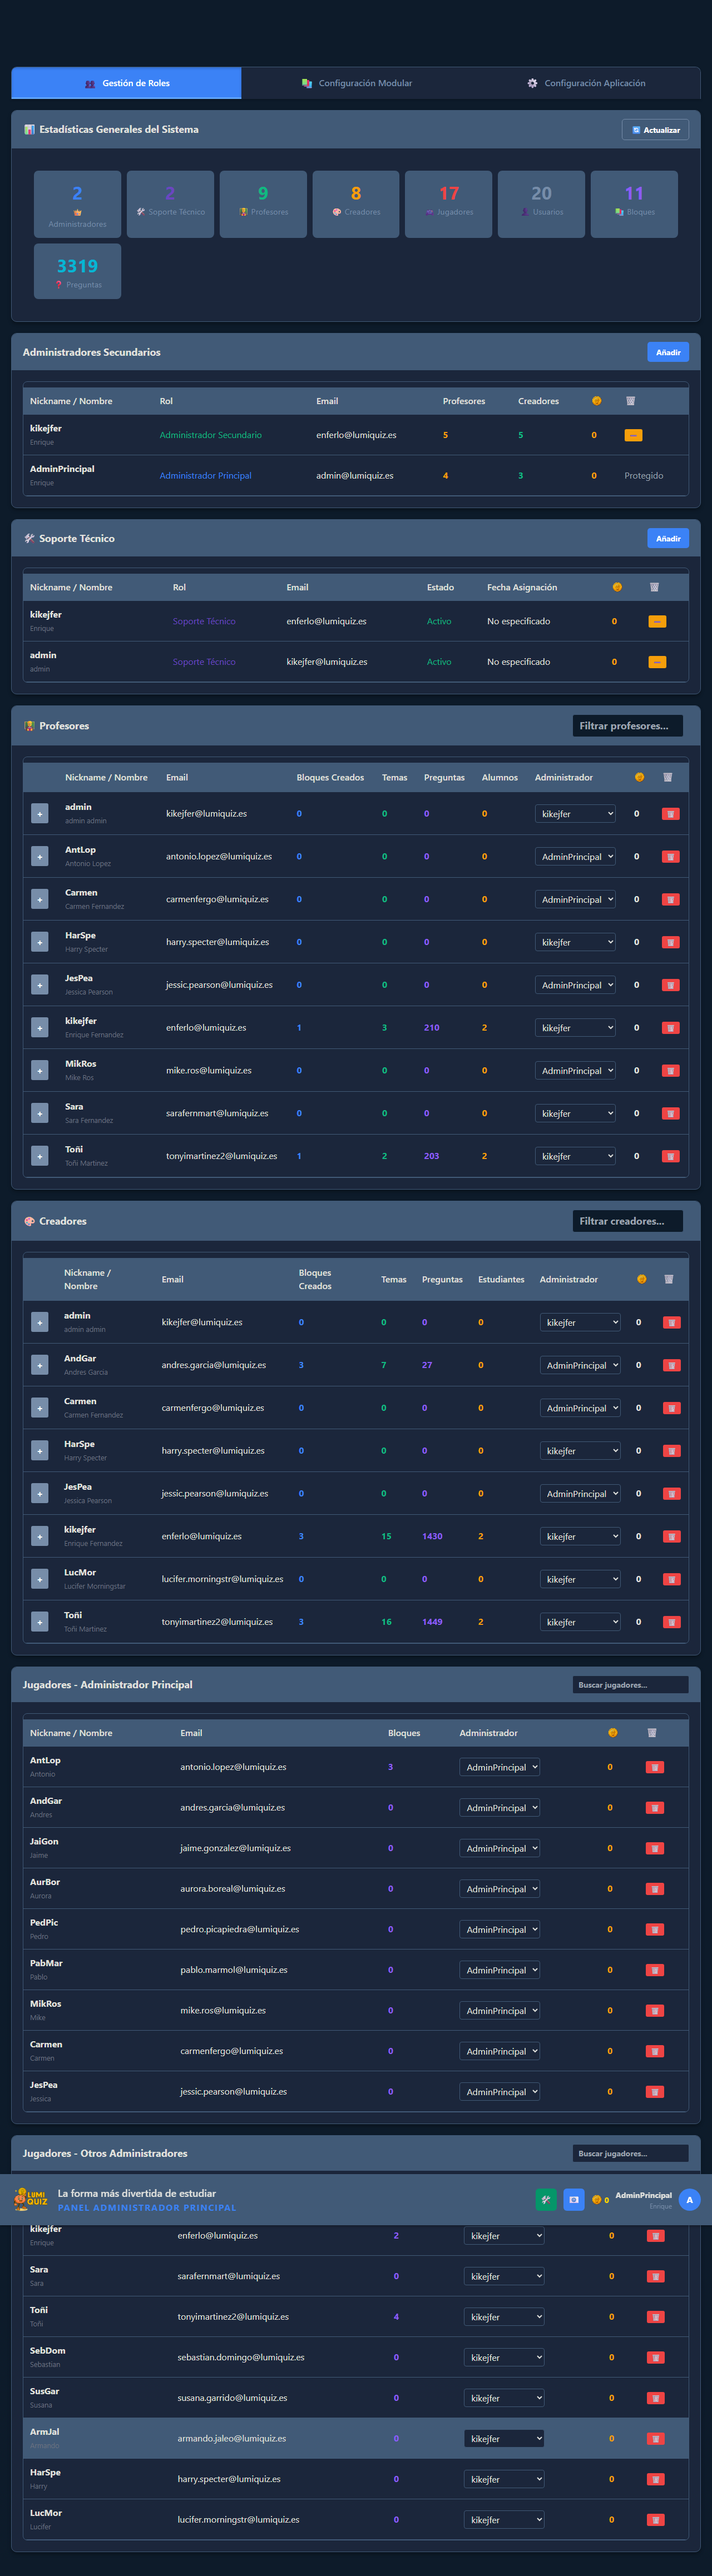 Gestión de Roles
Configuración Modular
Configuración Aplicación
Estadísticas Generales del Sistema
Actualizar
2
Administradores
2
Soporte Técnico
9
Profesores
8
Creadores
17
Jugadores
20
Usuarios
11
Bloques
3319
Preguntas
Administradores Secundarios
Añadir
Nickname / Nombre Rol Email Profesores Creadores
kikejfer
Enrique
Administrador Secundario enferlo@lumiquiz.es 5 5 0
AdminPrincipal
Enrique
Administrador Principal admin@lumiquiz.es 4 3 0 Protegido
Soporte Técnico
Añadir
Nickname / Nombre Rol Email Estado Fecha Asignación
kikejfer
Enrique
Soporte Técnico enferlo@lumiquiz.es Activo No especificado 0
admin
admin
Soporte Técnico kikejfer@lumiquiz.es Activo No especificado 0
Profesores
Filtrar profesores...
Nickname / Nombre Email Bloques Creados Temas Preguntas Alumnos Administrador
+ admin
admin admin
kikejfer@lumiquiz.es 0 0 0 0 kikejfer 0
+ AntLop
Antonio Lopez
antonio.lopez@lumiquiz.es 0 0 0 0 AdminPrincipal 0
+ Carmen
Carmen Fernandez
carmenfergo@lumiquiz.es 0 0 0 0 AdminPrincipal 0
+ HarSpe
Harry Specter
harry.specter@lumiquiz.es 0 0 0 0 kikejfer 0
+ JesPea
Jessica Pearson
jessic.pearson@lumiquiz.es 0 0 0 0 AdminPrincipal 0
+ kikejfer
Enrique Fernandez
enferlo@lumiquiz.es 1 3 210 2 kikejfer 0
+ MikRos
Mike Ros
mike.ros@lumiquiz.es 0 0 0 0 AdminPrincipal 0
+ Sara
Sara Fernandez
sarafernmart@lumiquiz.es 0 0 0 0 kikejfer 0
+ Toñi
Toñi Martinez
tonyimartinez2@lumiquiz.es 1 2 203 2 kikejfer 0
Creadores
Filtrar creadores...
Nickname /
Nombre
Email
Bloques
Creados
Temas Preguntas Estudiantes Administrador
+ admin
admin admin
kikejfer@lumiquiz.es 0 0 0 0 kikejfer 0
+ AndGar
Andres Garcia
andres.garcia@lumiquiz.es 3 7 27 0 AdminPrincipal 0
+ Carmen
Carmen Fernandez
carmenfergo@lumiquiz.es 0 0 0 0 AdminPrincipal 0
+ HarSpe
Harry Specter
harry.specter@lumiquiz.es 0 0 0 0 kikejfer 0
+ JesPea
Jessica Pearson
jessic.pearson@lumiquiz.es 0 0 0 0 AdminPrincipal 0
+ kikejfer
Enrique Fernandez
enferlo@lumiquiz.es 3 15 1430 2 kikejfer 0
+ LucMor
Lucifer Morningstar
lucifer.morningstr@lumiquiz.es 0 0 0 0 kikejfer 0
+ Toñi
Toñi Martinez
tonyimartinez2@lumiquiz.es 3 16 1449 2 kikejfer 0
Jugadores - Administrador Principal
Buscar jugadores...
Nickname / Nombre Email Bloques Administrador
AntLop
Antonio
antonio.lopez@lumiquiz.es 3 AdminPrincipal 0
AndGar
Andres
andres.garcia@lumiquiz.es 0 AdminPrincipal 0
JaiGon
Jaime
jaime.gonzalez@lumiquiz.es 0 AdminPrincipal 0
AurBor
Aurora
aurora.boreal@lumiquiz.es 0 AdminPrincipal 0
PedPic
Pedro
pedro.picapiedra@lumiquiz.es 0 AdminPrincipal 0
PabMar
Pablo
pablo.marmol@lumiquiz.es 0 AdminPrincipal 0
MikRos
Mike
mike.ros@lumiquiz.es 0 AdminPrincipal 0
Carmen
Carmen
carmenfergo@lumiquiz.es 0 AdminPrincipal 0
JesPea
Jessica
jessic.pearson@lumiquiz.es 0 AdminPrincipal 0
Jugadores - Otros Administradores
Buscar jugadores...
LUMI
QUIZ
La forma más divertida de estudiar
PANEL ADMINISTRADOR PRINCIPAL
0
AdminPrincipal
Enrique
A
kikejfer
Enrique
enferlo@lumiquiz.es 2 kikejfer 0
Sara
Sara
sarafernmart@lumiquiz.es 0 kikejfer 0
Toñi
Toñi
tonyimartinez2@lumiquiz.es 4 kikejfer 0
SebDom
Sebastian
sebastian.domingo@lumiquiz.es 0 kikejfer 0
SusGar
Susana
susana.garrido@lumiquiz.es 0 kikejfer 0
ArmJal
Armando
armando.jaleo@lumiquiz.es 0 kikejfer 0
HarSpe
Harry
harry.specter@lumiquiz.es 0 kikejfer 0
LucMor
Lucifer
lucifer.morningstr@lumiquiz.es 0 kikejfer 0